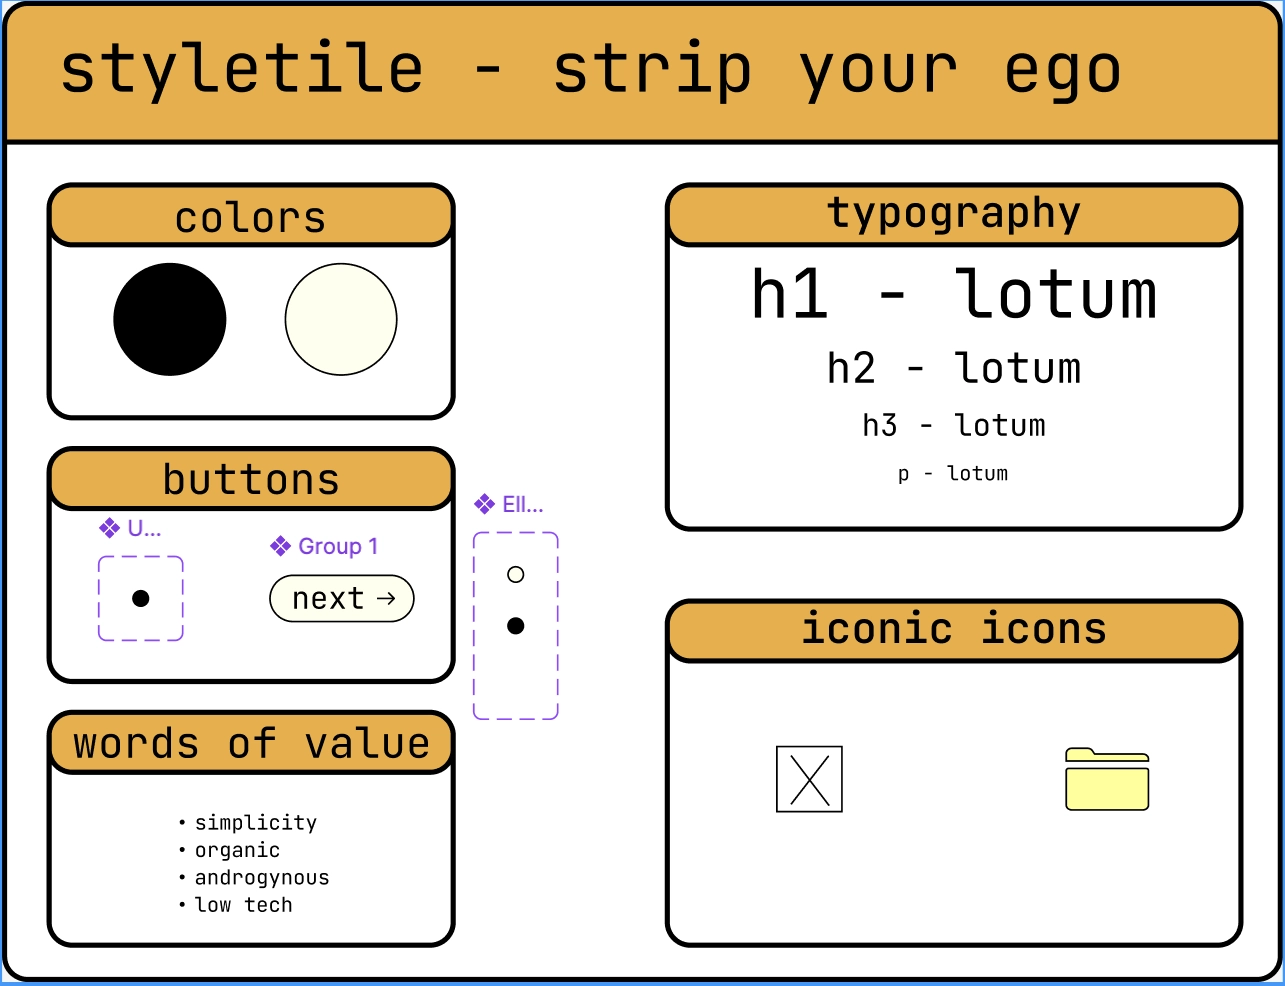 styletile - strip your ego
colors
buttons
U...
Group 1
next →
Ell...
words of value
• simplicity
• organic
• androgynous
• low tech
typography
h1 - lotum
h2 - lotum
h3 - lotum
p - lotum
iconic icons